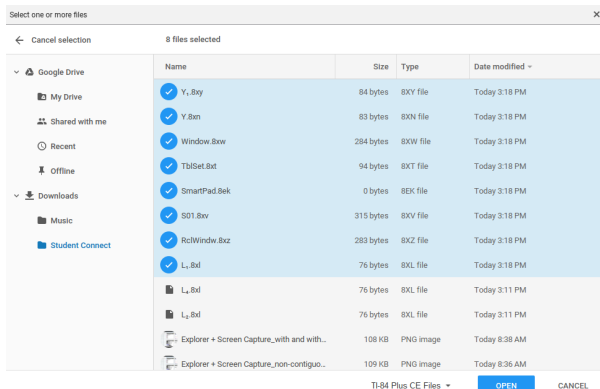 Select one or more files
Cancel selection 8 files selected
Name Size Type Date modified
Google Drive
My Drive
Shared with me
Recent
Offline
Downloads
Music
Student Connect
Y₁.8xy 84 bytes 8XY file Today 3:18 PM
Y.8xn 83 bytes 8XN file Today 3:18 PM
Window.8xw 284 bytes 8XW file Today 3:18 PM
TblSet.8xt 94 bytes 8XT file Today 3:18 PM
SmartPad.8ek 0 bytes 8EK file Today 3:18 PM
S01.8xv 315 bytes 8XV file Today 3:18 PM
RclWindw.8xz 283 bytes 8XZ file Today 3:18 PM
L₁.8xl 76 bytes 8XL file Today 3:18 PM
L₄.8xl 76 bytes 8XL file Today 3:11 PM
76 bytes 8XL file Today 3:11 PM
Explorer + Screen Capture_with and with... 108 KB PNG image Today 8:38 AM
Explorer + Screen Capture_non-contiguo... 109 KB PNG image Today 8:36 AM
TI-84 Plus CE Files OPEN CANCEL